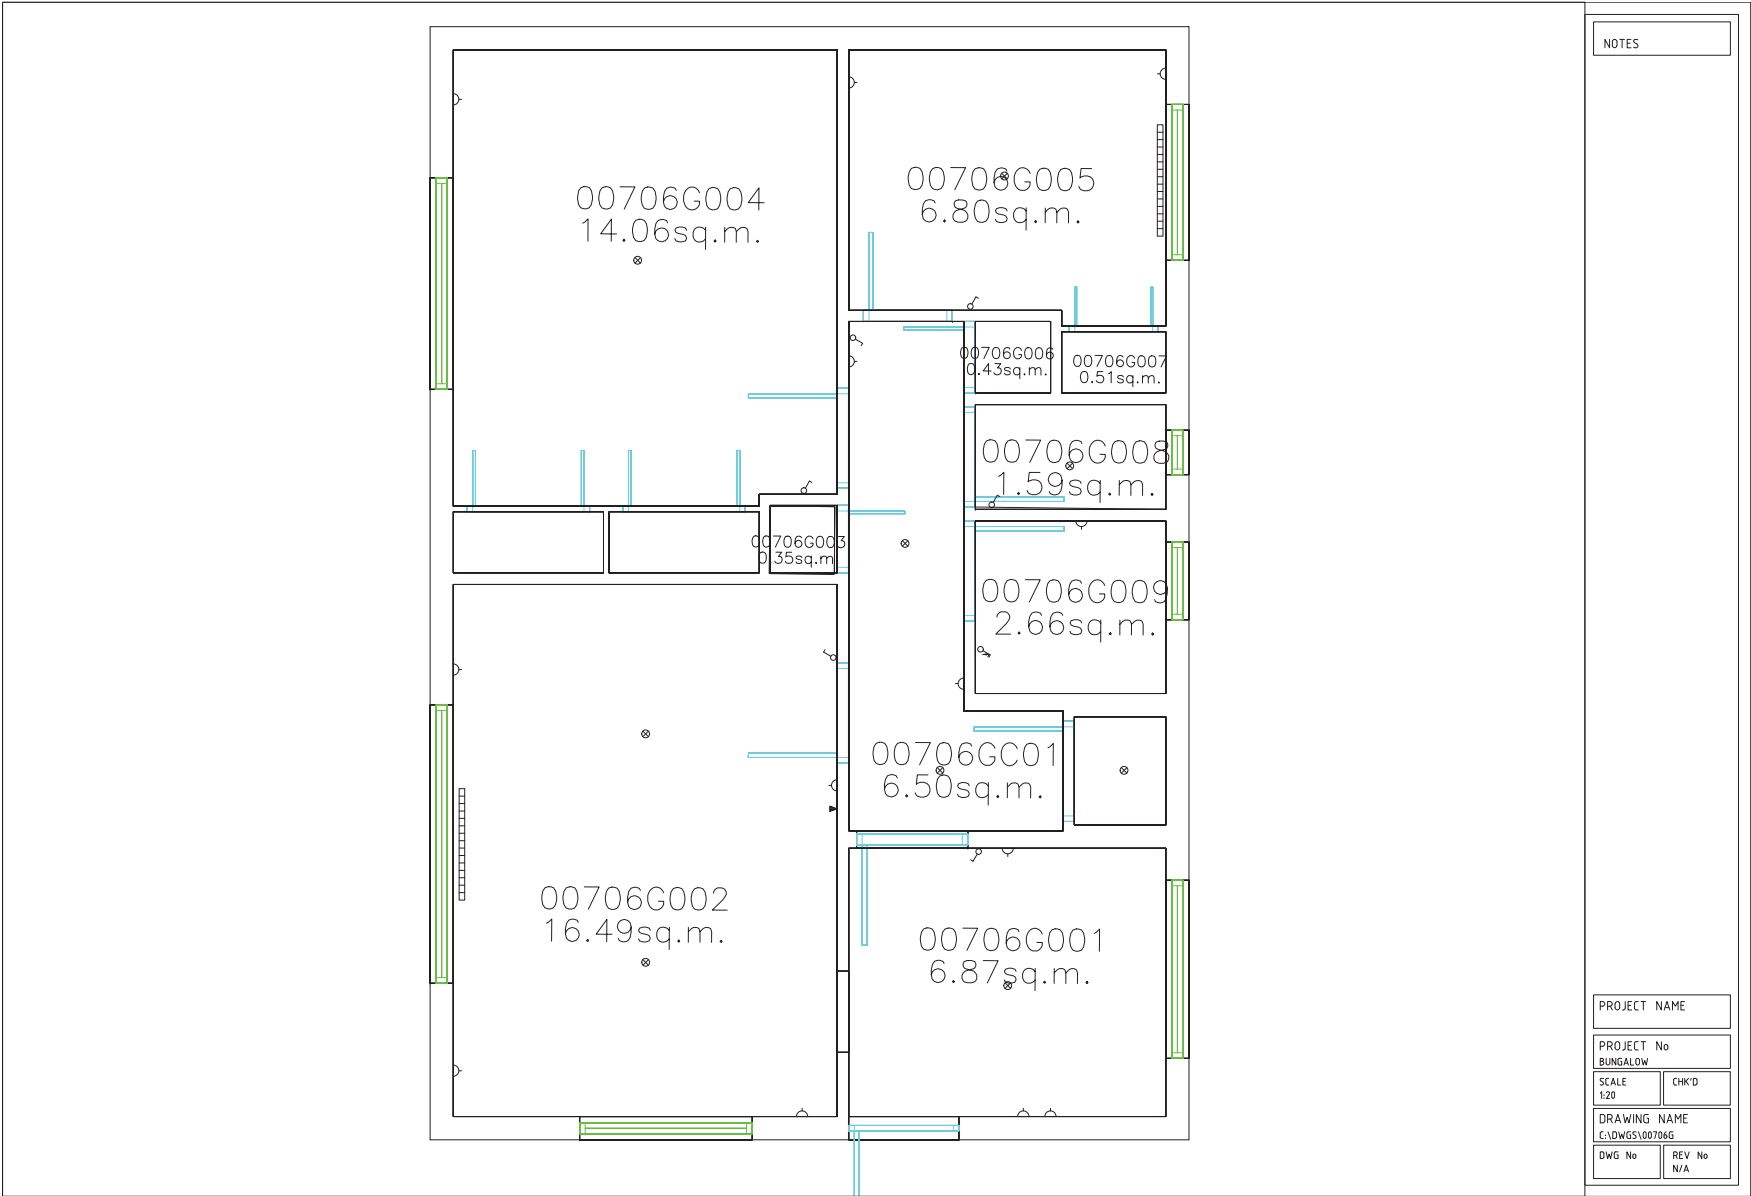 NOTES
00706G005
6.80sq.m.
00706G004
14.06sq.m.
00706G006
0.43sq.m.
00706G007
0.51sq.m.
00706G008
1.59sq.m.
00706G003
0.35sq.m
00706G009
2.66sq.m.
00706GC01
6.50sq.m.
00706G002
16.49sq.m.
00706G001
6.87sq.m.
PROJECT NAME
PROJECT No
BUNGALOW
SCALE
1:20
CHK'D
DRAWING NAME
C:\DWGS\00706G
DWG No
REV No
N/A